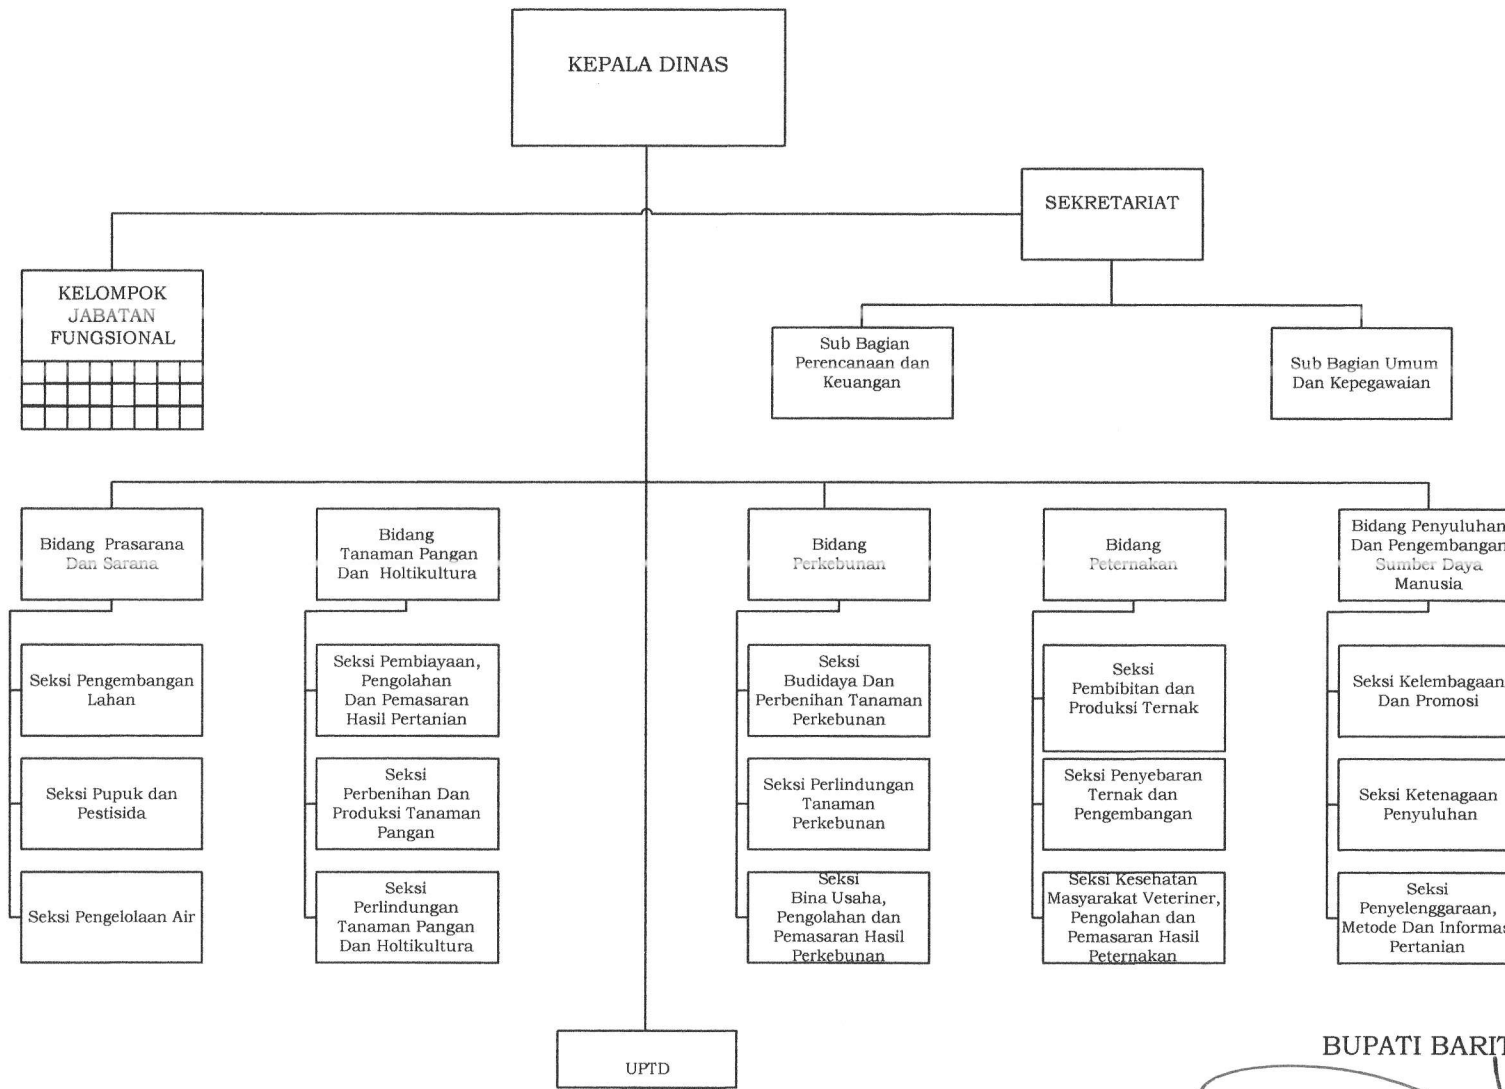 KEPALA DINAS
SEKRETARIAT
KELOMPOK
JABATAN
FUNGSIONAL
Sub Bagian
Perencanaan dan
Keuangan
Sub Bagian Umum
Dan Kepegawaian
Bidang Prasarana
Dan Sarana
Bidang
Tanaman Pangan
Dan Holtikultura
Bidang
Perkebunan
Bidang
Peternakan
Bidang Penyuluhan
Dan Pengembangan
Sumber Daya
Manusia
Seksi Pengembangan
Lahan
Seksi Pembiayaan,
Pengolahan
Dan Pemasaran
Hasil Pertanian
Seksi
Budidaya Dan
Perbenihan Tanaman
Perkebunan
Seksi
Pembibitan dan
Produksi Ternak
Seksi Kelembagaan
Dan Promosi
Seksi Pupuk dan
Pestisida
Seksi
Perbenihan Dan
Produksi Tanaman
Pangan
Seksi Perlindungan
Tanaman
Perkebunan
Seksi Penyebaran
Ternak dan
Pengembangan
Seksi Ketenagaan
Penyuluhan
Seksi Pengelolaan Air
Seksi
Perlindungan
Tanaman Pangan
Dan Holtikultura
Seksi
Bina Usaha,
Pengolahan dan
Pemasaran Hasil
Perkebunan
Seksi Kesehatan
Masyarakat Veteriner,
Pengolahan dan
Pemasaran Hasil
Peternakan
Seksi
Penyelenggaraan,
Metode Dan Informas
Pertanian
UPTD
BUPATI BARIT